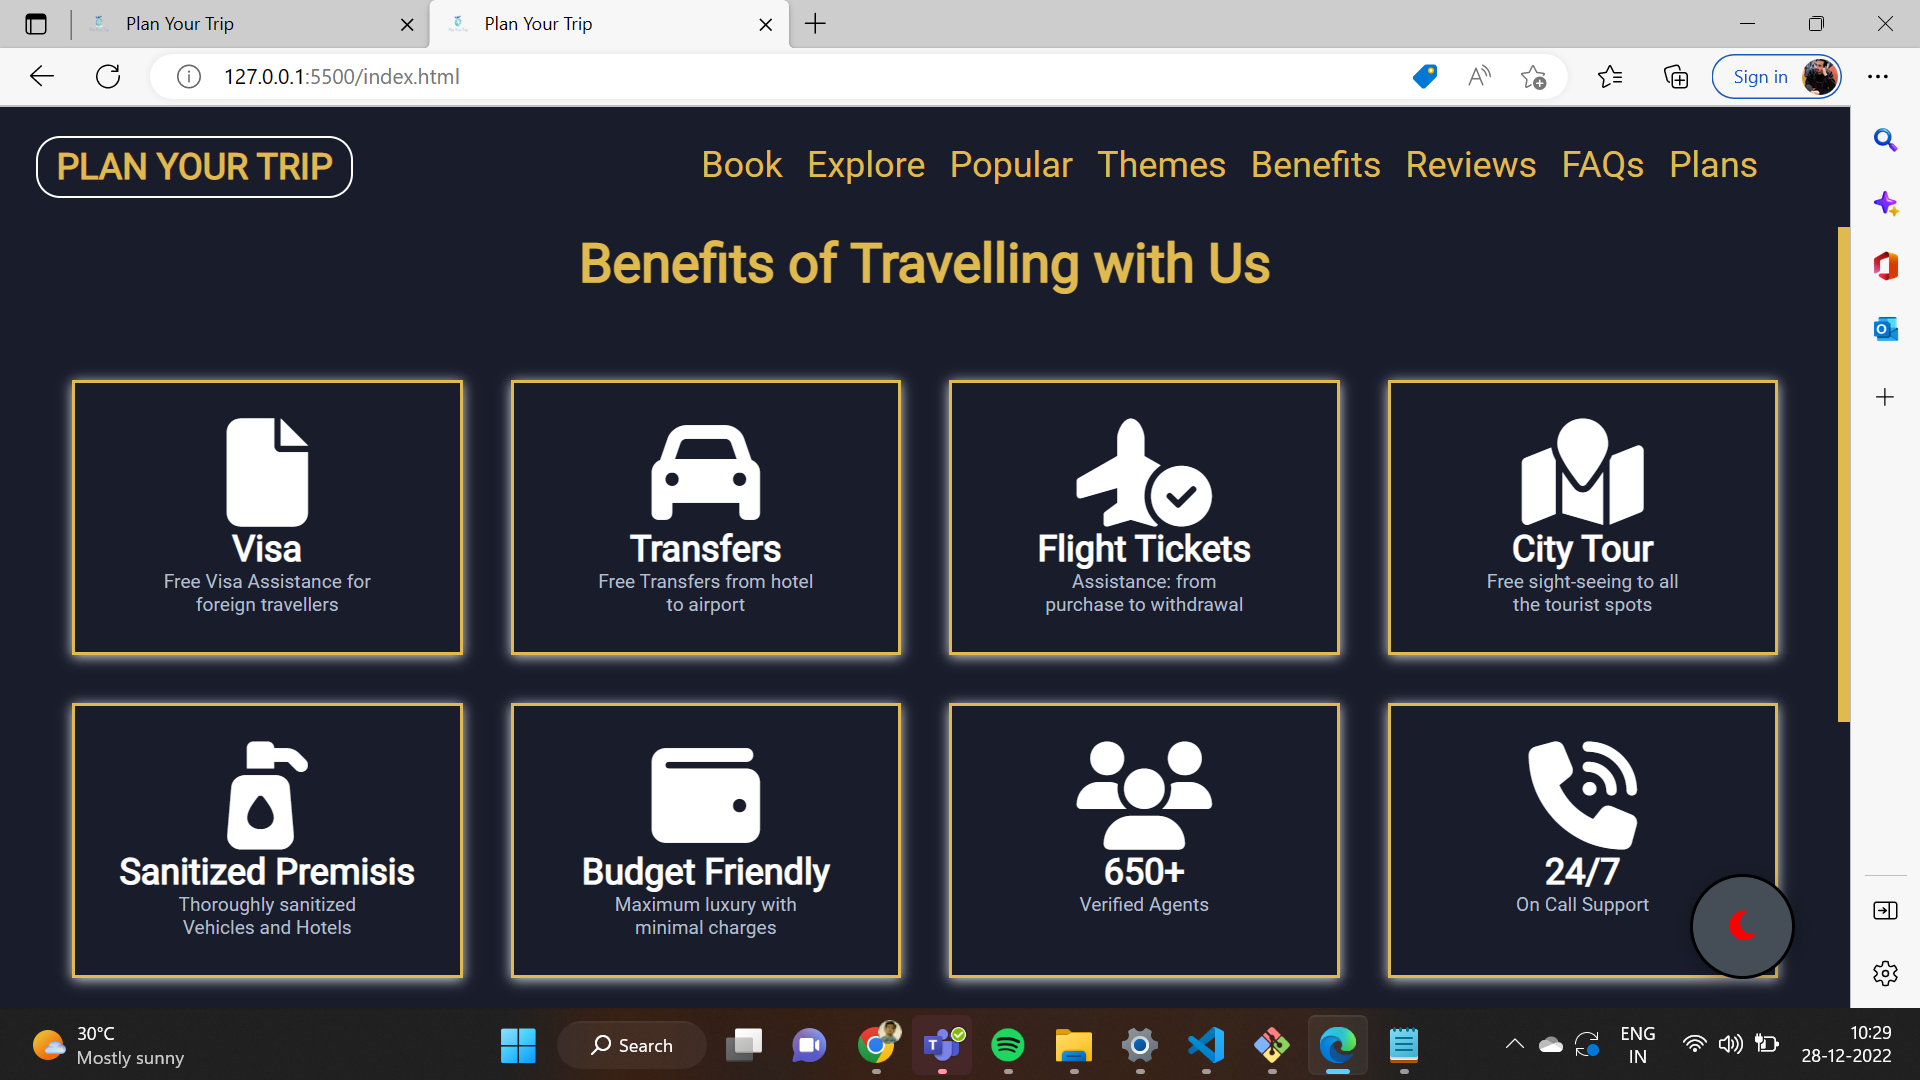 Plan Your Trip
Plan Your Trip
127.0.0.1:5500/index.html
Sign in
PLAN YOUR TRIP
Book Explore Popular Themes Benefits Reviews FAQs Plans
Benefits of Travelling with Us
Visa
Free Visa Assistance for
foreign travellers
Transfers
Free Transfers from hotel
to airport
Flight Tickets
Assistance: from
purchase to withdrawal
City Tour
Free sight-seeing to all
the tourist spots
Sanitized Premisis
Thoroughly sanitized
Vehicles and Hotels
Budget Friendly
Maximum luxury with
minimal charges
650+
Verified Agents
24/7
On Call Support
30°C
Mostly sunny
Search
ENG
IN
10:29
28-12-2022